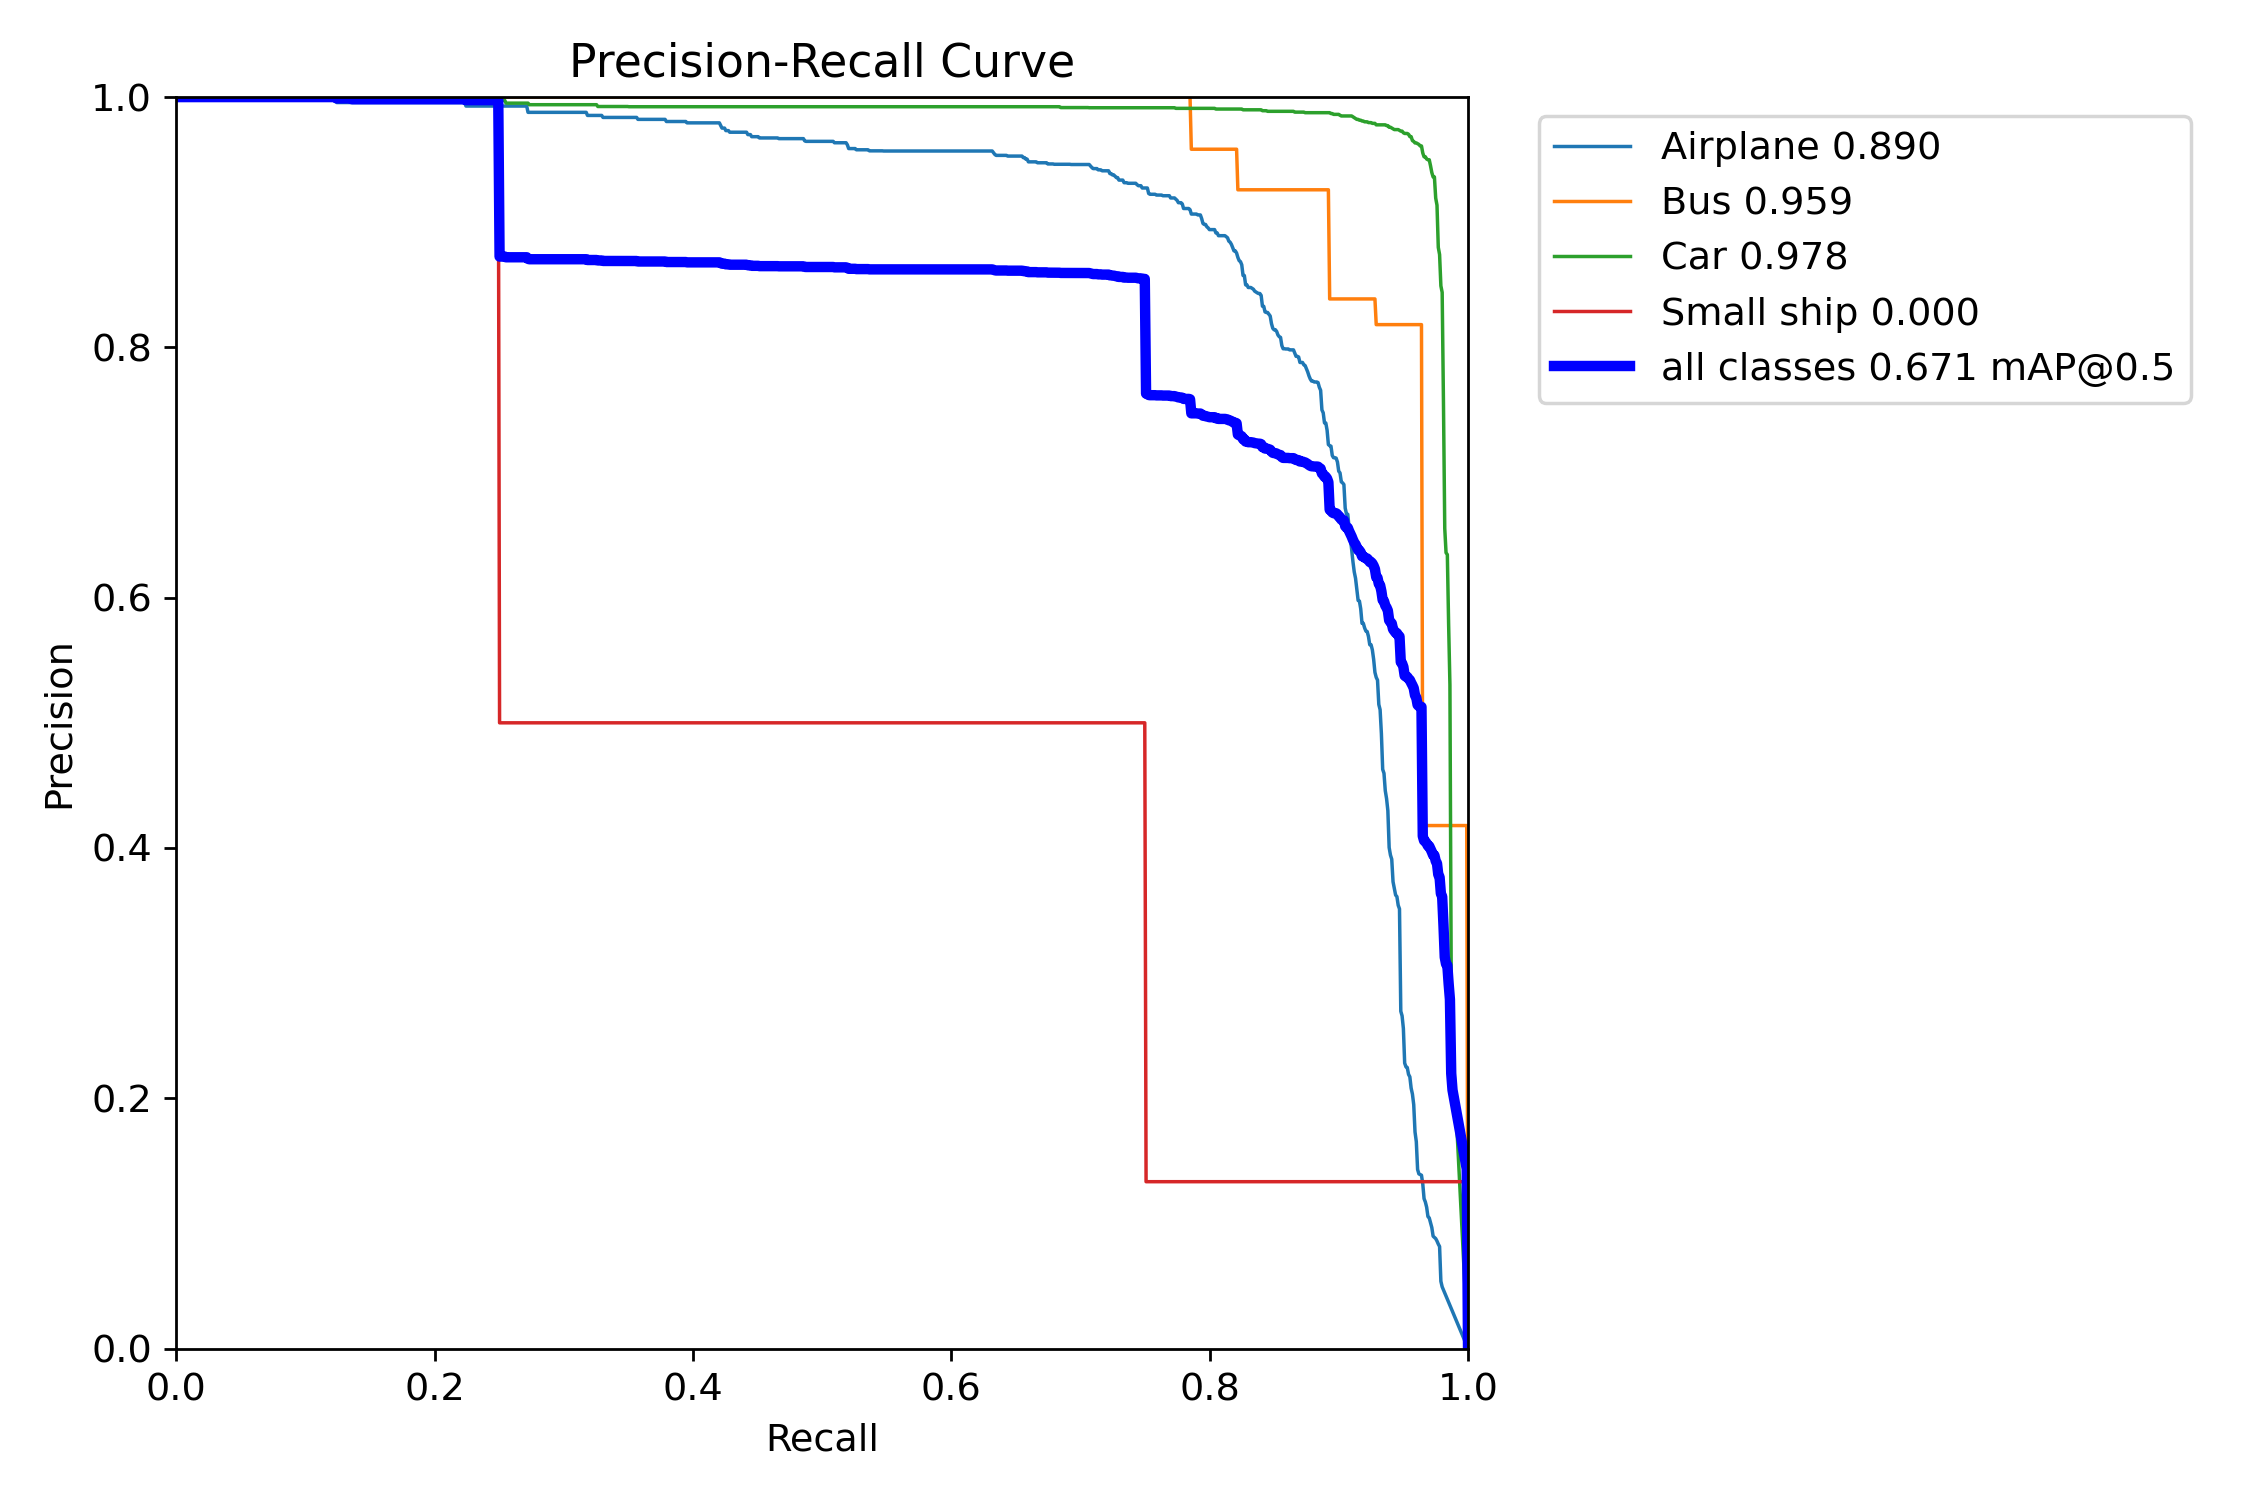 Precision-Recall Curve
1.0
0.8
0.6
0.4
0.2
0.0
Precision
0.0 0.2 0.4 0.6 0.8 1.0
Recall
Airplane 0.890
Bus 0.959
Car 0.978
Small ship 0.000
all classes 0.671 mAP@0.5